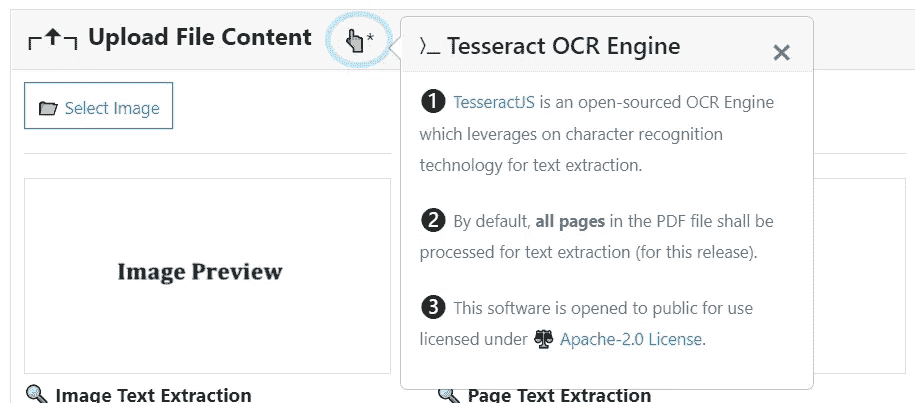 Upload File Content *
Select Image
Image Preview
Image Text Extraction
Tesseract OCR Engine
1 TesseractJS is an open-sourced OCR Engine
which leverages on character recognition
technology for text extraction.
2 By default, all pages in the PDF file shall be
processed for text extraction (for this release).
3 This software is opened to public for use
licensed under Apache-2.0 License.
Page Text Extraction